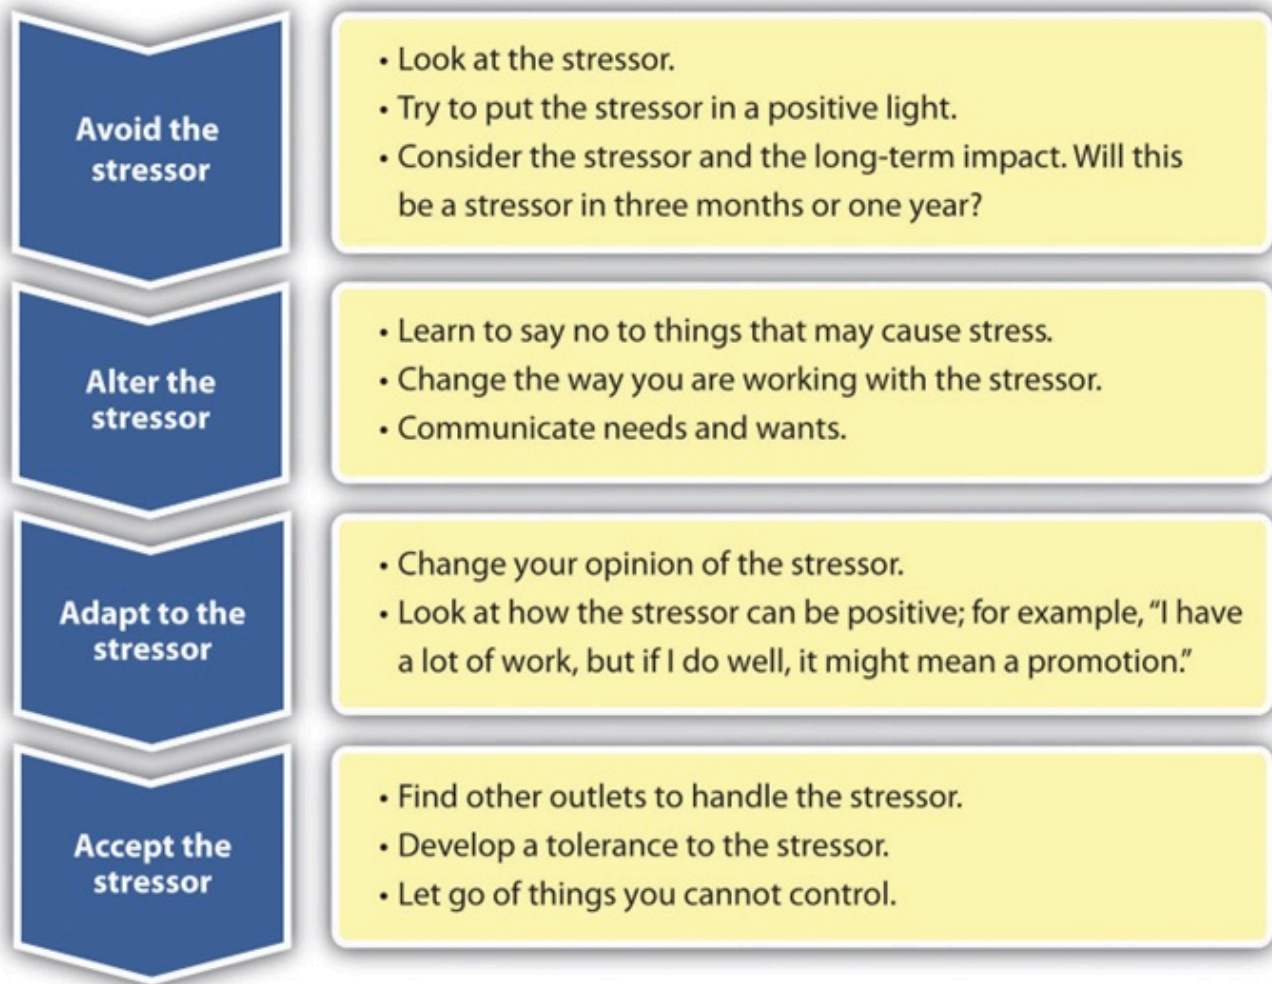 Avoid the
stressor
• Look at the stressor.
• Try to put the stressor in a positive light.
• Consider the stressor and the long-term impact. Will this
be a stressor in three months or one year?
Alter the
stressor
• Learn to say no to things that may cause stress.
• Change the way you are working with the stressor.
• Communicate needs and wants.
Adapt to the
stressor
• Change your opinion of the stressor.
• Look at how the stressor can be positive; for example, “I have
a lot of work, but if I do well, it might mean a promotion.”
Accept the
stressor
• Find other outlets to handle the stressor.
• Develop a tolerance to the stressor.
• Let go of things you cannot control.